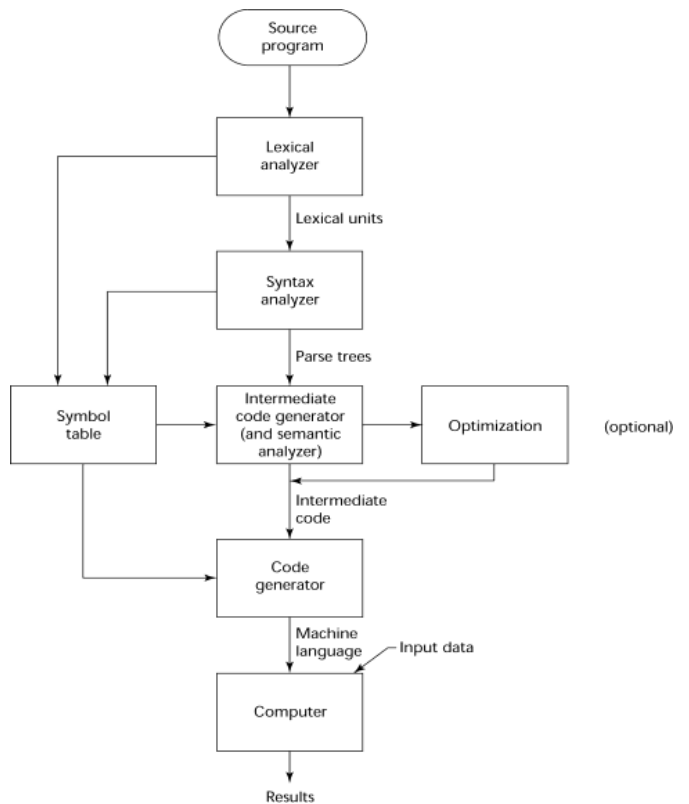 Source
program
Lexical
analyzer
Lexical units
Syntax
analyzer
Parse trees
Symbol
table
Intermediate
code generator
(and semantic
analyzer)
Optimization
(optional)
Intermediate
code
Code
generator
Machine
language
Input data
Computer
Results